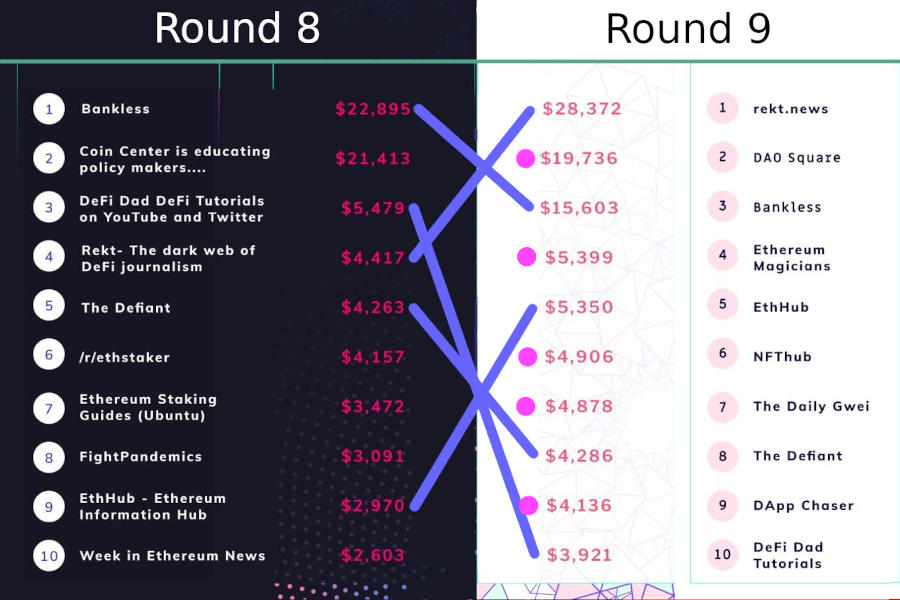 Round 8
1 Bankless $22,895
2 Coin Center is educating
policy makers.... $21,413
3 DeFi Dad DeFi Tutorials
on YouTube and Twitter $5,479
4 Rekt- The dark web of
DeFi journalism $4,417
5 The Defiant $4,263
6 /r/ethstaker $4,157
7 Ethereum Staking
Guides (Ubuntu) $3,472
8 FightPandemics $3,091
9 EthHub - Ethereum
Information Hub $2,970
10 Week in Ethereum News $2,603
Round 9
$28,372 1 rekt.news
$19,736 2 DAO Square
$15,603 3 Bankless
$5,399 4 Ethereum
Magicians
$5,350 5 EthHub
$4,906 6 NFThub
$4,878 7 The Daily Gwei
$4,286 8 The Defiant
$4,136 9 DApp Chaser
$3,921 10 DeFi Dad
Tutorials